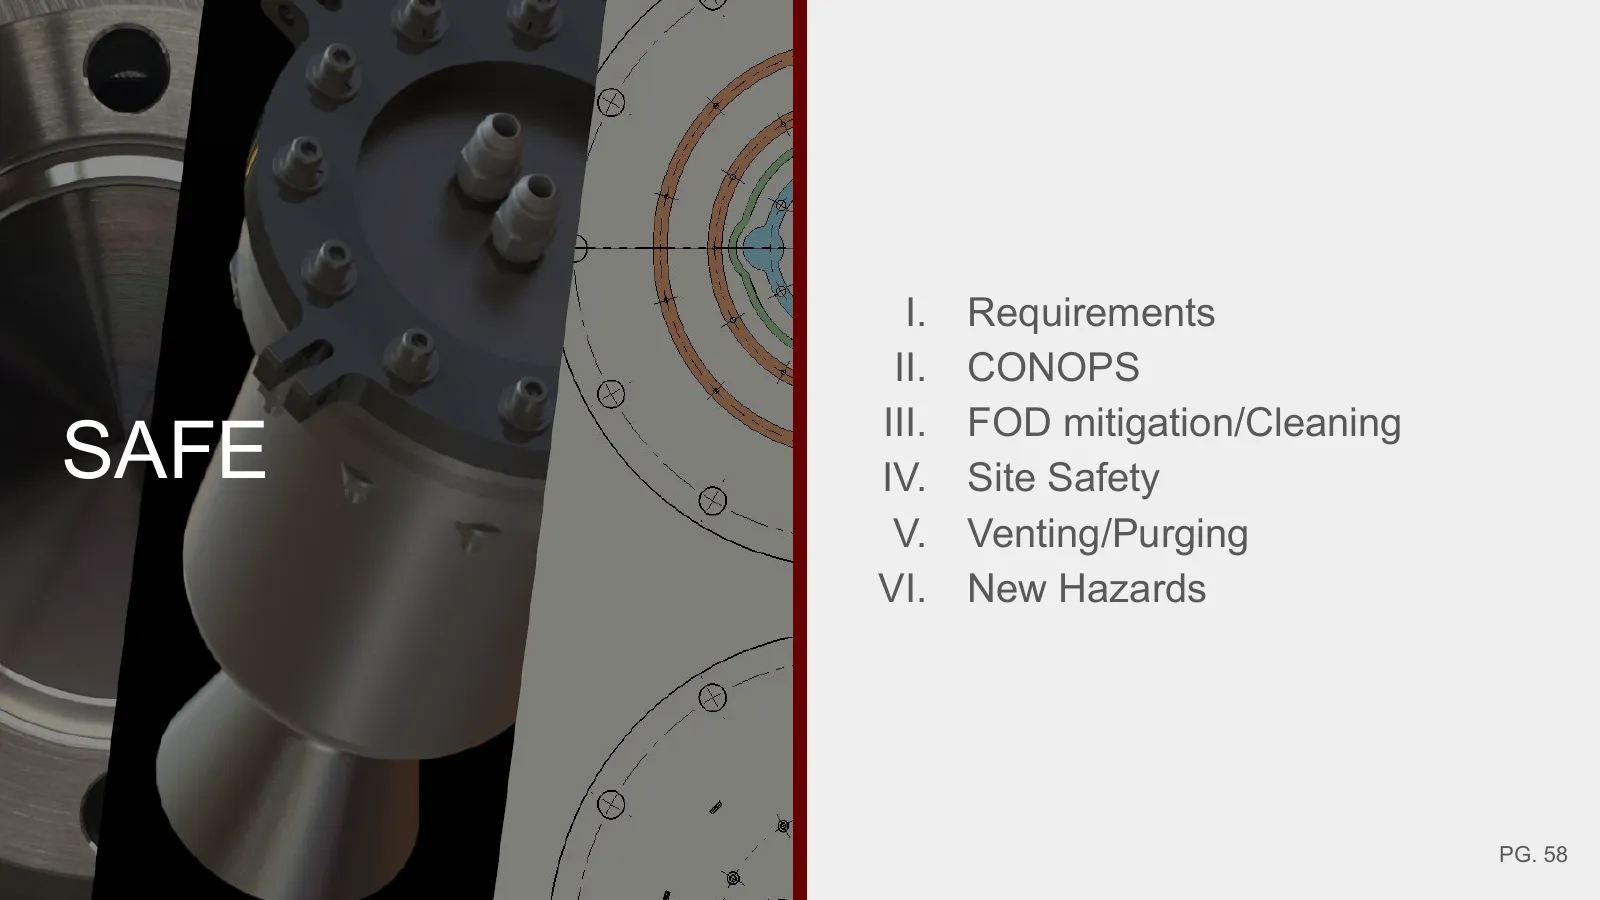 SAFE
I. Requirements
II. CONOPS
III. FOD mitigation/Cleaning
IV. Site Safety
V. Venting/Purging
VI. New Hazards
PG. 58